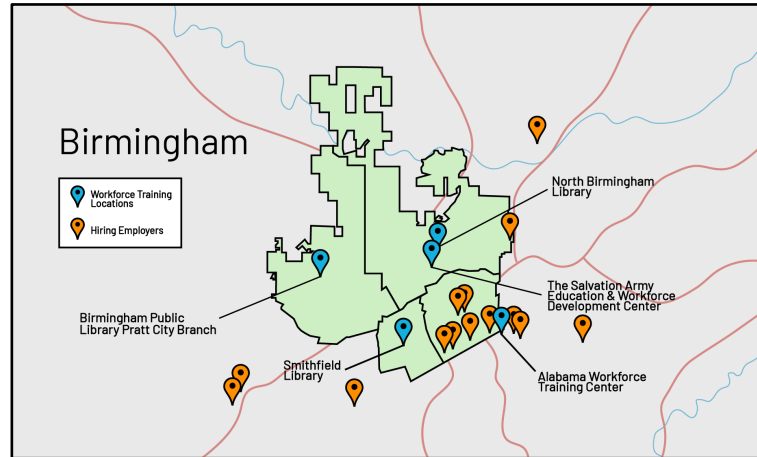 Birmingham
Workforce Training
Locations
Hiring Employers
North Birmingham
Library
The Salvation Army
Education & Workforce
Development Center
Birmingham Public
Library Pratt City Branch
Smithfield
Library
Alabama Workforce
Training Center